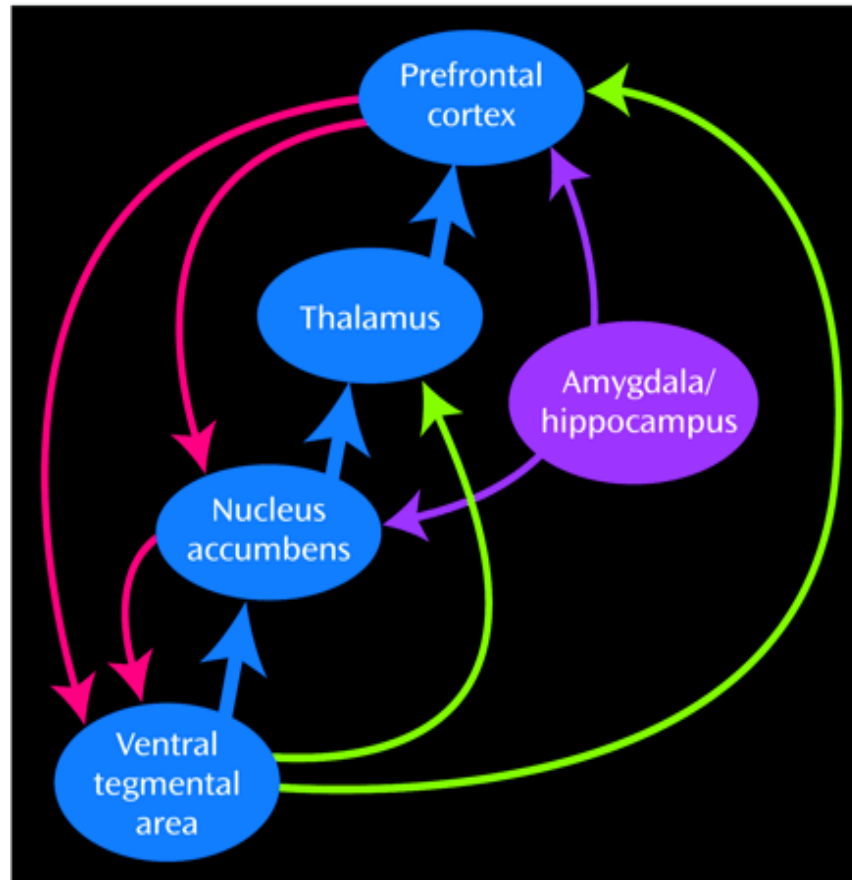 Prefrontal
cortex
Thalamus
Amygdala/
hippocampus
Nucleus
accumbens
Ventral
tegmental
area